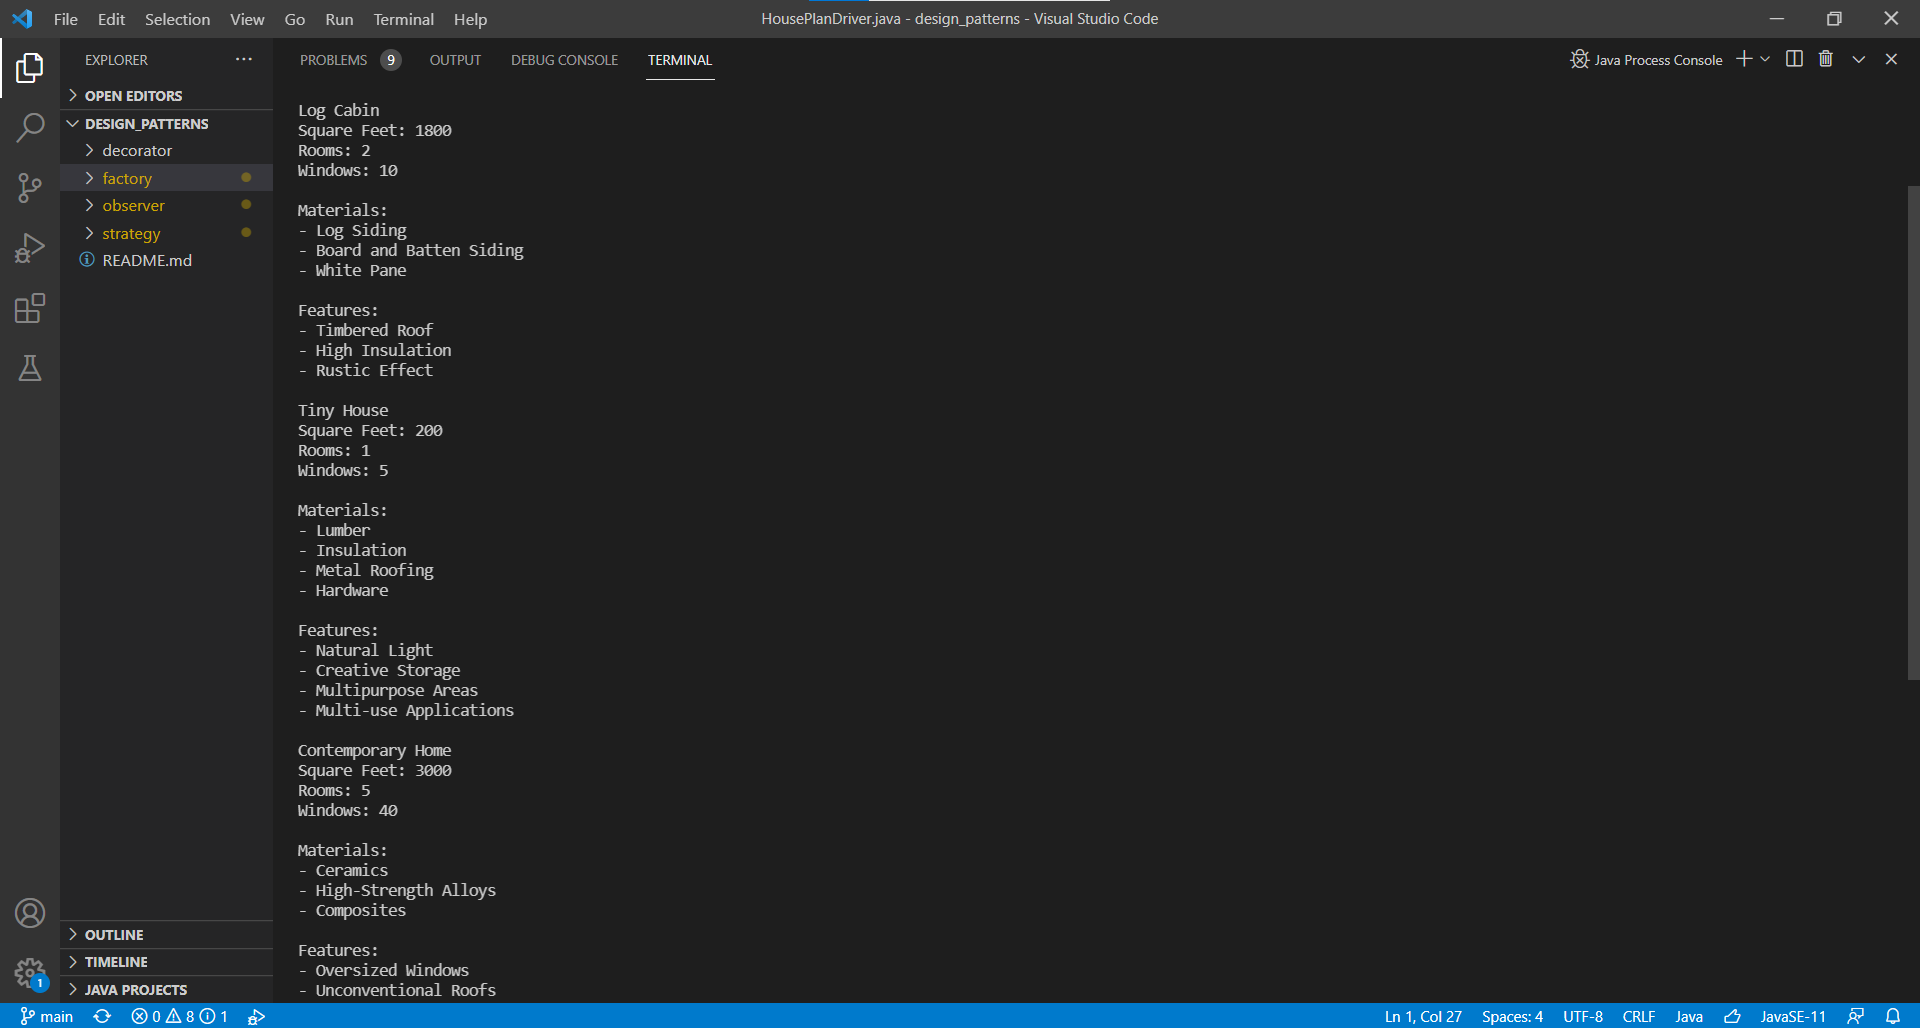 File Edit Selection View Go Run Terminal Help
HousePlanDriver.java - design_patterns - Visual Studio Code
EXPLORER
PROBLEMS 9 OUTPUT DEBUG CONSOLE TERMINAL
Java Process Console
OPEN EDITORS
DESIGN_PATTERNS
decorator
factory
observer
strategy
README.md
Log Cabin
Square Feet: 1800
Rooms: 2
Windows: 10
Materials:
- Log Siding
- Board and Batten Siding
- White Pane
Features:
- Timbered Roof
- High Insulation
- Rustic Effect
Tiny House
Square Feet: 200
Rooms: 1
Windows: 5
Materials:
- Lumber
- Insulation
- Metal Roofing
- Hardware
Features:
- Natural Light
- Creative Storage
- Multipurpose Areas
- Multi-use Applications
Contemporary Home
Square Feet: 3000
Rooms: 5
Windows: 40
Materials:
- Ceramics
- High-Strength Alloys
- Composites
Features:
- Oversized Windows
- Unconventional Roofs
OUTLINE
TIMELINE
JAVA PROJECTS
1
main 0 8 1
Ln 1, Col 27 Spaces: 4 UTF-8 CRLF Java JavaSE-11